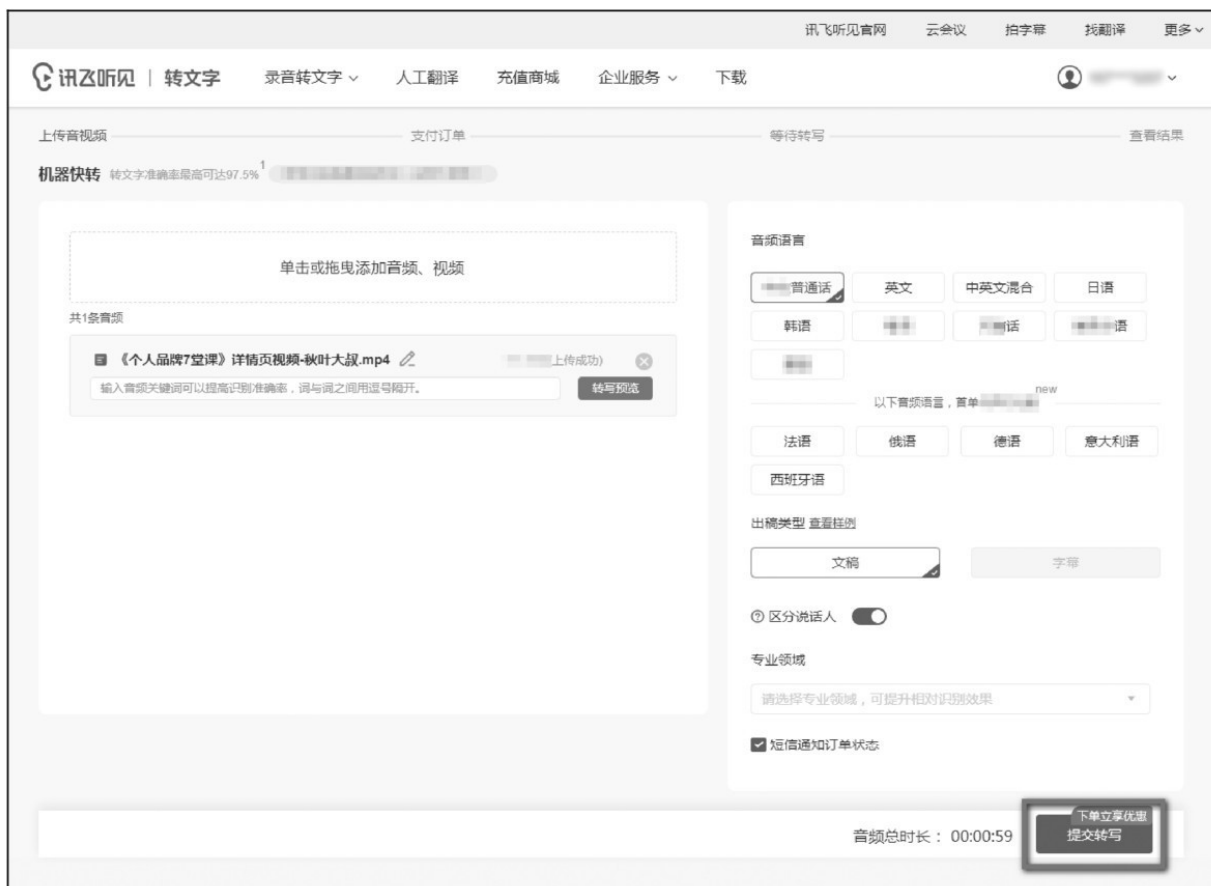 讯飞听见官网 云会议 拍字幕 找翻译 更多
讯飞听见 | 转文字 录音转文字 人工翻译 充值商城 企业服务 下载
上传音视频 支付订单 等待转写 查看结果
机器快转 转文字准确率最高可达97.5% 1
单击或拖曳添加音频、视频
共1条音频
《个人品牌7堂课》详情页视频-秋叶大叔.mp4 上传成功)
输入音频关键词可以提高识别准确率,词与词之间用逗号隔开。 转写预览
音频语言
普通话 英文 中英文混合 日语
韩语 话 语
new
以下音频语言,首单
法语 俄语 德语 意大利语
西班牙语
出稿类型 查看样例
文稿 字幕
区分说话人
专业领域
请选择专业领域,可提升相对识别效果
短信通知订单状态
下单立享优惠
音频总时长: 00:00:59 提交转写